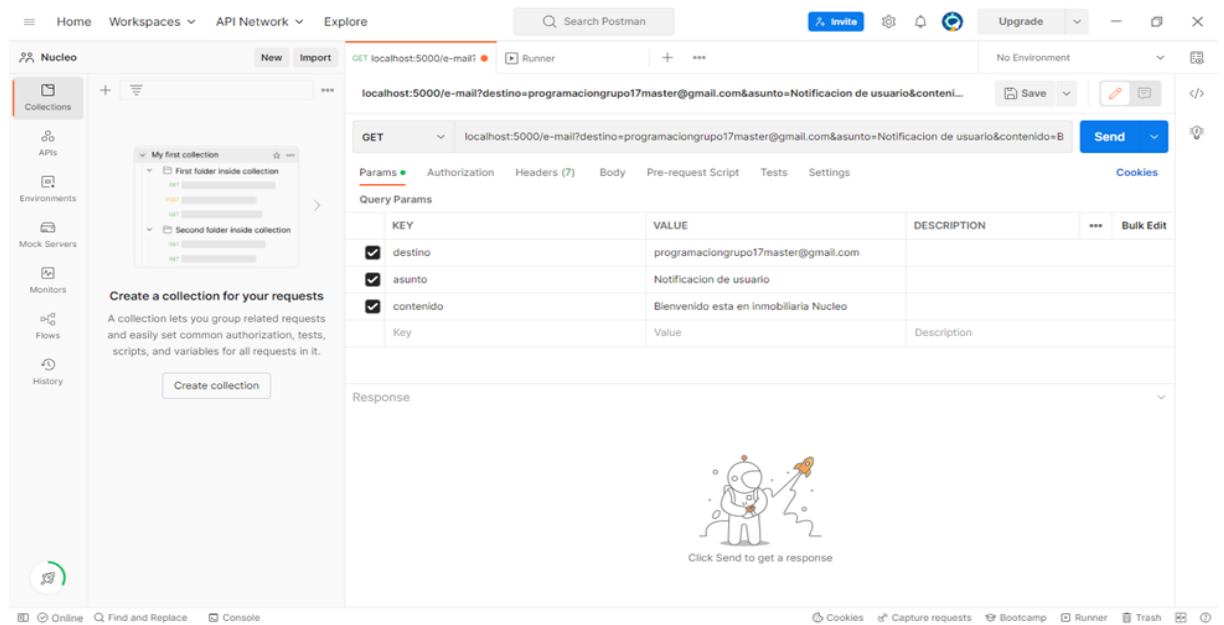 Home Workspaces API Network Explore Search Postman Invite Upgrade
Nucleo New Import GET localhost:5000/e-mail? Runner No Environment
Collections
APIs
Environments
Mock Servers
Monitors
Flows
History
My first collection
First folder inside collection
GET
POST
GET
Second folder inside collection
GET
GET
Create a collection for your requests
A collection lets you group related requests
and easily set common authorization, tests,
scripts, and variables for all requests in it.
Create collection
localhost:5000/e-mail?destino=programaciongrupo17master@gmail.com&asunto=Notificacion de usuario&conteni... Save </>
GET localhost:5000/e-mail?destino=programaciongrupo17master@gmail.com&asunto=Notificacion de usuario&contenido=B Send
Params Authorization Headers (7) Body Pre-request Script Tests Settings Cookies
Query Params
KEY VALUE DESCRIPTION Bulk Edit
destino programaciongrupo17master@gmail.com
asunto Notificacion de usuario
contenido Bienvenido esta en inmobiliaria Nucleo
Key Value Description
Response
Click Send to get a response
Online Find and Replace Console Cookies Capture requests Bootcamp Runner Trash